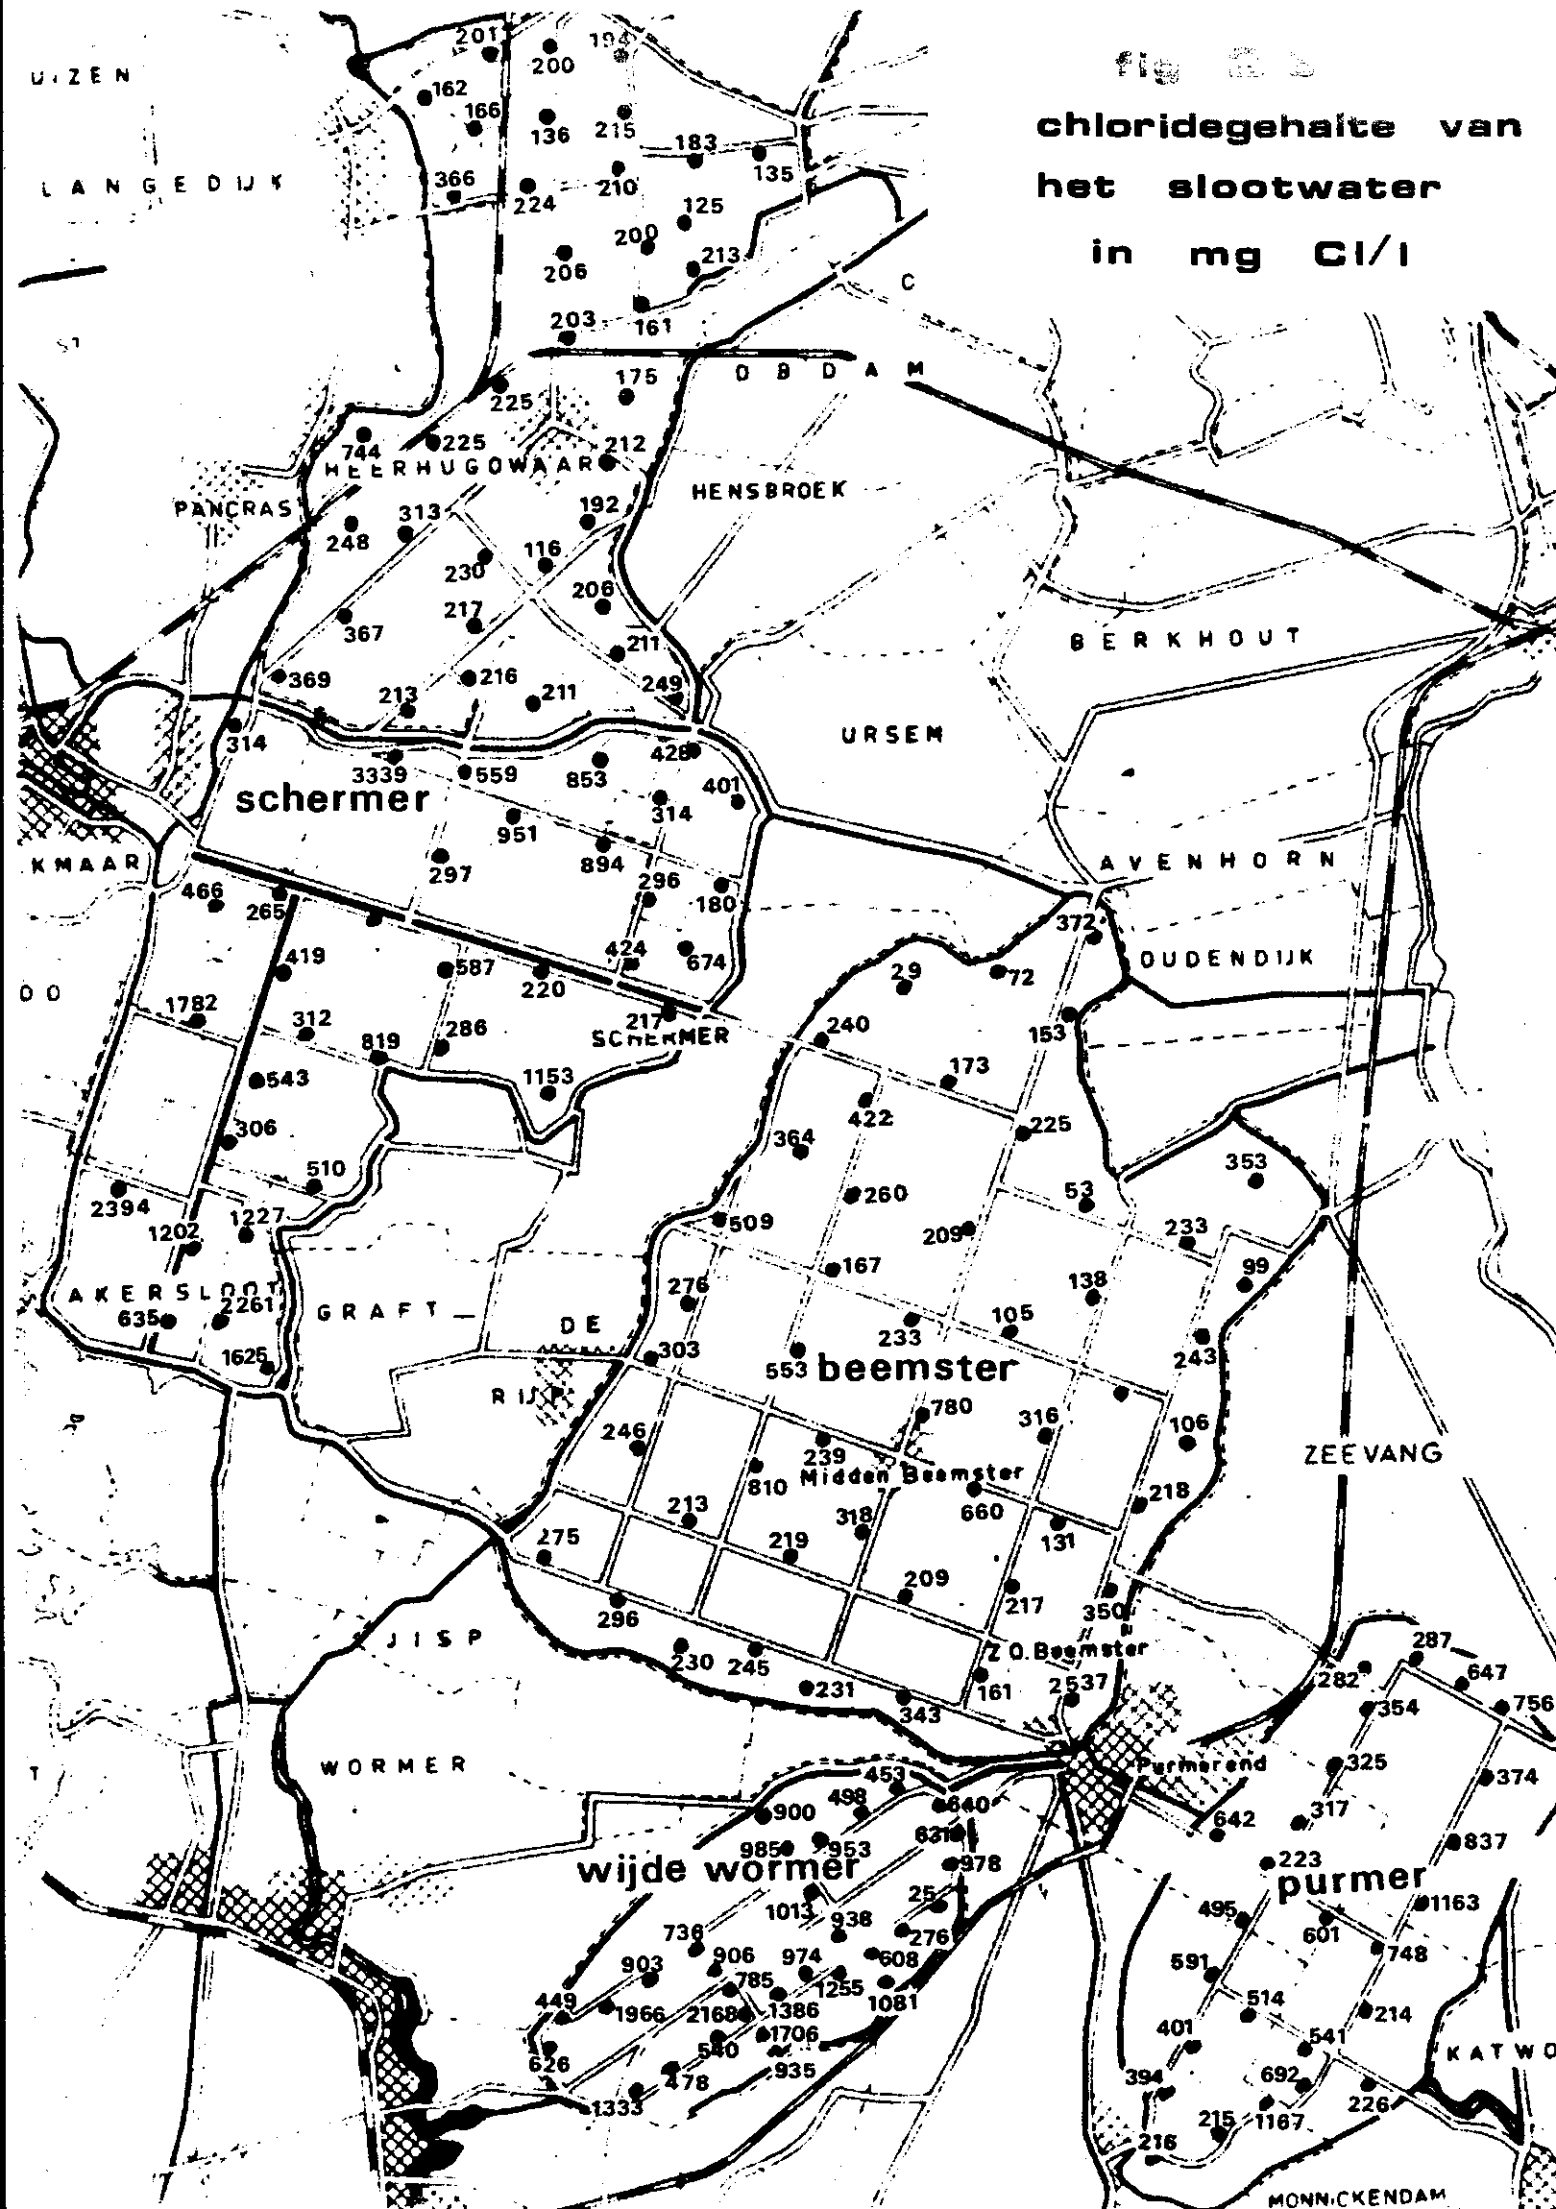 fig
chloridegehalte van
het slootwater
in mg Cl/l
201 200 194
UIZEN
162
166 136 215
183
135
LANGEDIJK
366 224 210
125
200
206 213
C
203 161
ST
OBDAM
175
225
744 225 212
HEERHUGOWAAR
HENSBROEK
PANCRAS
248 313 192
230 116
206
367 217
211
BERKHOUT
369 216 249
213 211
314 URSEM
3339 559 853 428
schermer
401
314
951
894
KMAAR 297 AVENHORN
466 265 296 180
372
419 587 220 424 674
OUDENDIJK
29 72
DO
1782 312 217 153
SCHERMER
819 286 240
543 1153 173
422
306 364 225
510 353
2394 260 53
1202 1227 509 209 233
167 99
AKERSLOOT 276 138
635 2261 GRAFT DE 105
233
1625 303 553 243
beemster
RIJP
780
246 239 316 106
810 Midden Beemster ZEEVANG
213 318 660 218
275 219 131
209 217 350
296
JISP Z.O. Beemster
230 245 287
282 647
231 161 2537
343 354 756
WORMER Purmerend 325
T
453 374
900 498 640 317
631 642
985 953 837
wijde wormer
978 223
purmer
1013 25 1163
938 495 601
736 276
903 906 974 608 748
785 1255 591
449 1966 2168 1386 1081 514 214
1706 401
626 540 541
935 KATWO
478 394 692
1333 226
215 1167
216
MONNICKENDAM